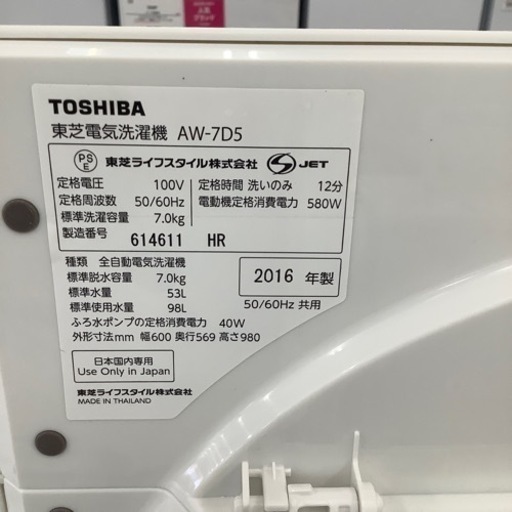 TOSHIBA
東芝電気洗濯機 AW-7D5
PS
E
東芝ライフスタイル株式会社
S JET
定格電圧 100V
定格周波数 50/60Hz
標準洗濯容量 7.0kg
製造番号 614611 HR
定格時間 洗いのみ 12分
電動機定格消費電力 580W
種類 全自動電気洗濯機
標準脱水容量 7.0kg
標準水量 53L
標準使用水量 98L
2016 年製
50/60Hz 共用
ふろ水ポンプの定格消費電力 40W
外形寸法mm 幅600 奥行569 高さ980
日本国内専用
Use Only in Japan
東芝ライフスタイル株式会社
MADE IN THAILAND